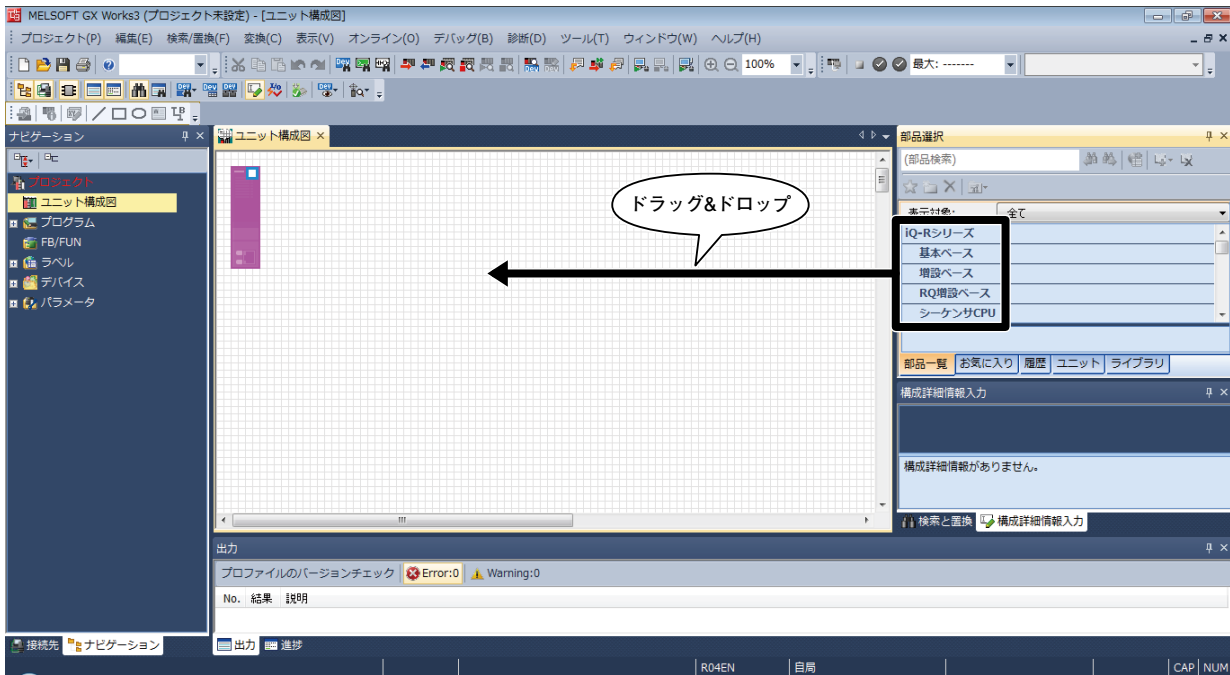 MELSOFT GX Works3 (プロジェクト未設定) - [ユニット構成図]
プロジェクト(P) 編集(E) 検索/置換(F) 変換(C) 表示(V) オンライン(O) デバッグ(B) 診断(D) ツール(T) ウィンドウ(W) ヘルプ(H)
100%
最大: -------
ナビゲーション
ユニット構成図
部品選択
(部品検索)
プロジェクト
ユニット構成図
プログラム
FB/FUN
ラベル
デバイス
パラメータ
ドラッグ&ドロップ
表示対象:
全て
iQ-Rシリーズ
基本ベース
増設ベース
RQ増設ベース
シーケンサCPU
部品一覧 お気に入り 履歴 ユニット ライブラリ
構成詳細情報入力
構成詳細情報がありません。
検索と置換 構成詳細情報入力
出力
プロファイルのバージョンチェック Error:0 Warning:0
No. 結果 説明
接続先 ナビゲーション
出力 進捗
R04EN 自局 CAP NUM